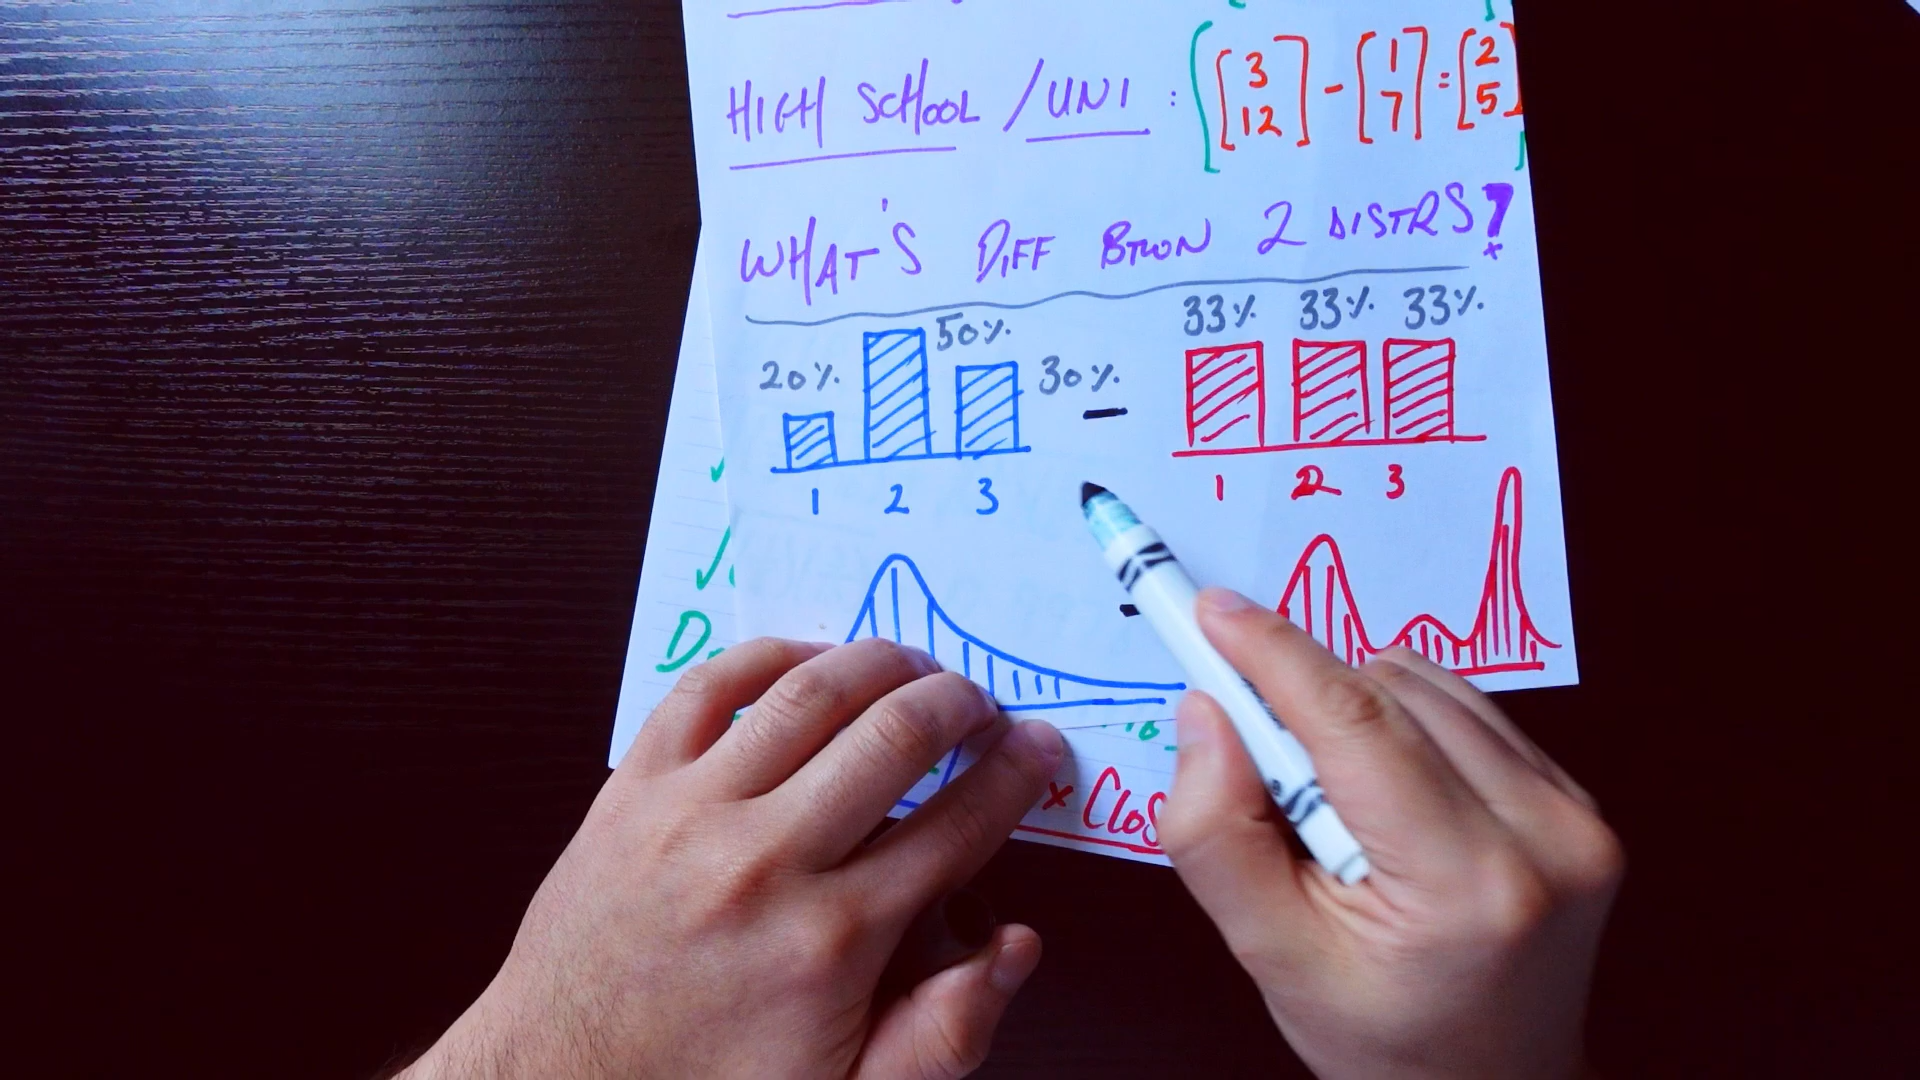 HIGH SCHOOL / UNI : ( [3 12] - [1 7] = [2 5]
WHAT'S DIFF BTWN 2 DISTRS?
20% 50% 30% - 33% 33% 33%
1 2 3 1 2 3
-
x CLOS